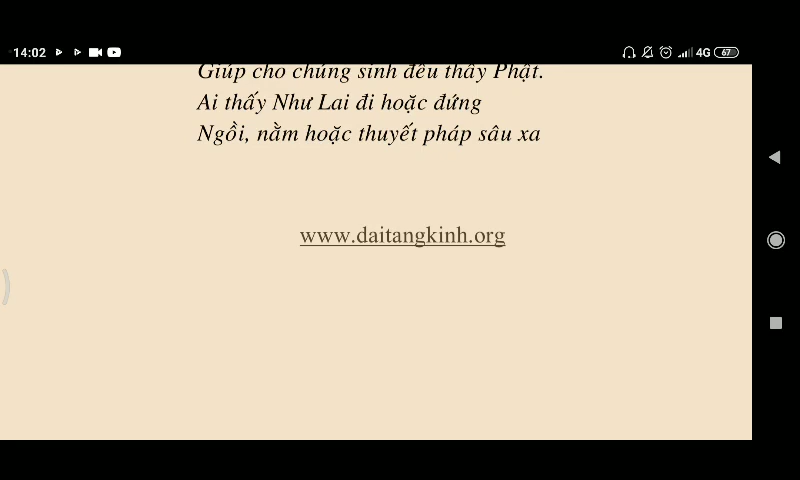 14:02
4G
67
Giúp cho chúng sinh đều thấy Phật.
Ai thấy Như Lai đi hoặc đứng
Ngồi, nằm hoặc thuyết pháp sâu xa
www.daitangkinh.org